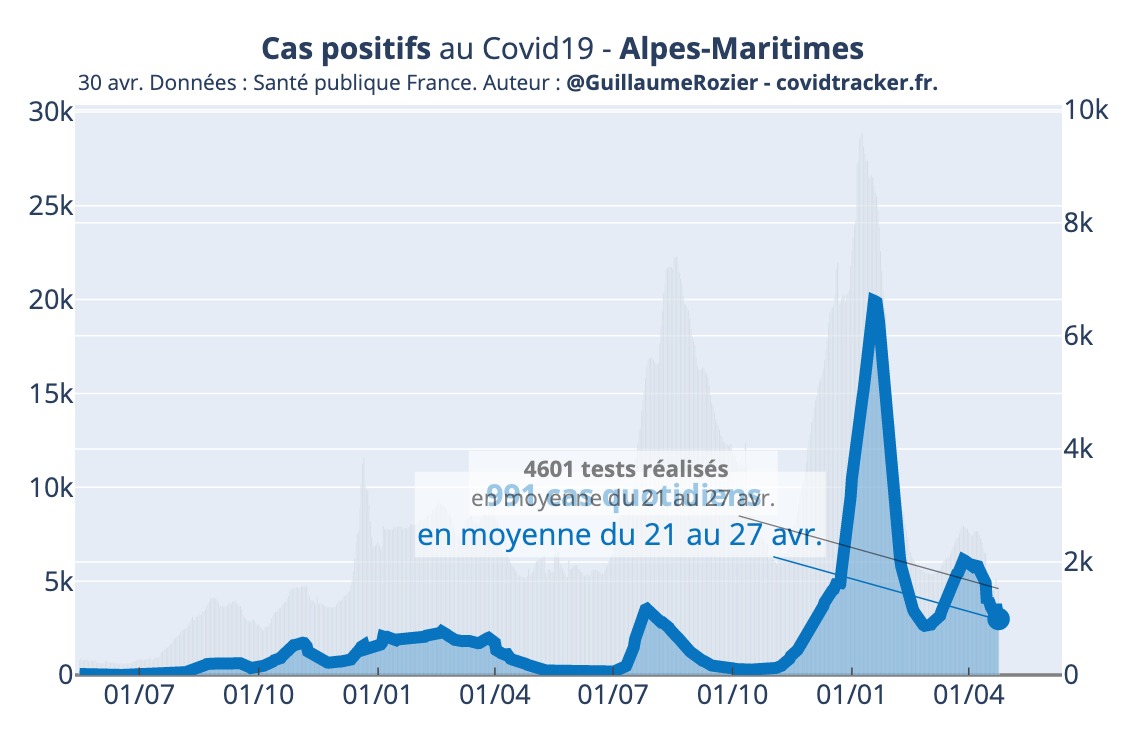 Cas positifs au Covid19 - Alpes-Maritimes
30 avr. Données : Santé publique France. Auteur : @GuillaumeRozier - covidtracker.fr.
30k
10k
25k
8k
20k
6k
15k
4k
4601 tests réalisés
10k
991 cas quotidiens
en moyenne du 21 au 27 avr.
en moyenne du 21 au 27 avr.
2k
5k
0
0
01/07 01/10 01/01 01/04 01/07 01/10 01/01 01/04